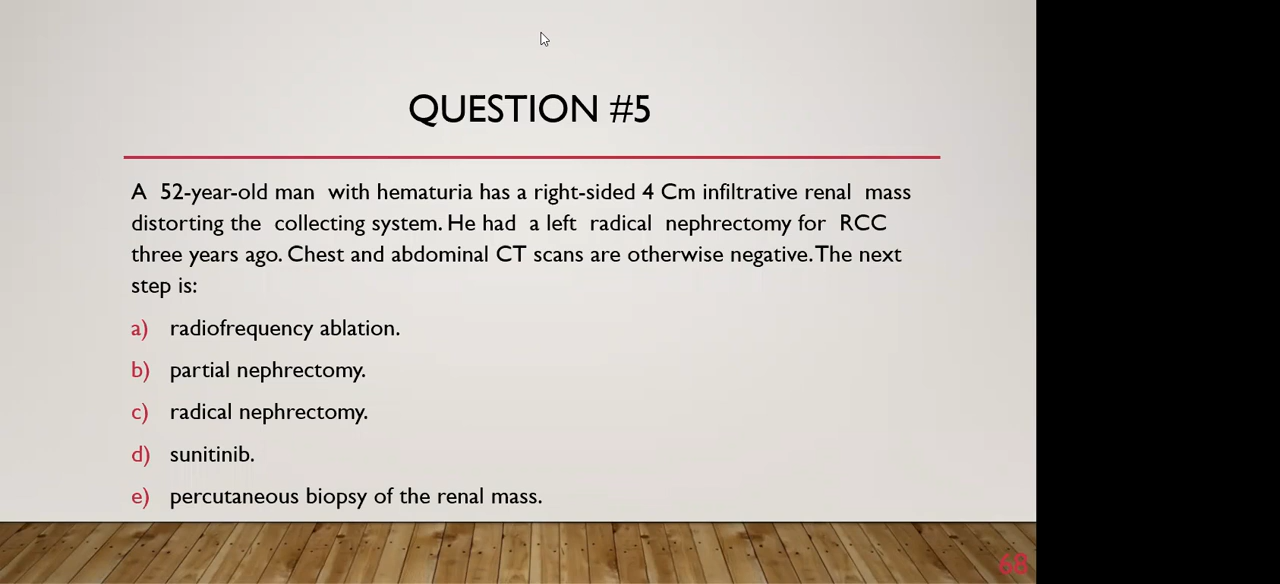 QUESTION #5
A 52-year-old man with hematuria has a right-sided 4 Cm infiltrative renal mass
distorting the collecting system. He had a left radical nephrectomy for RCC
three years ago. Chest and abdominal CT scans are otherwise negative. The next
step is:
a) radiofrequency ablation.
b) partial nephrectomy.
c) radical nephrectomy.
d) sunitinib.
e) percutaneous biopsy of the renal mass.
68